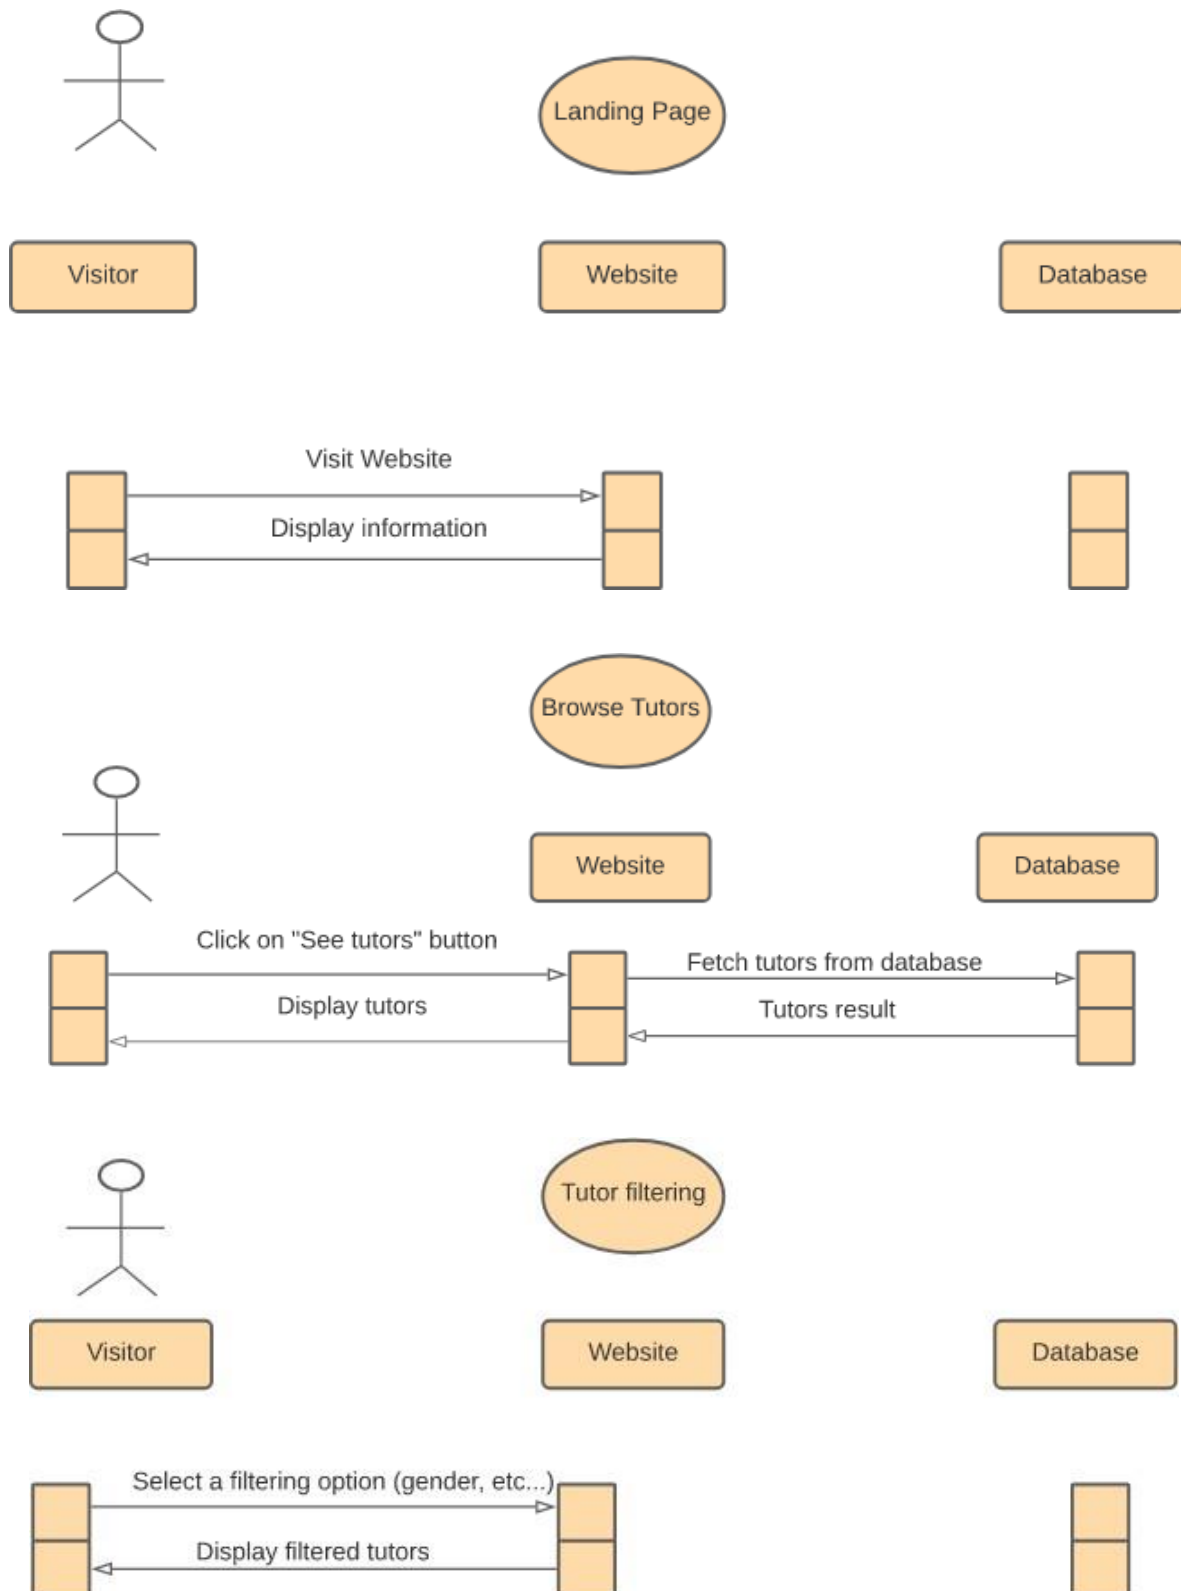 Landing Page
Visitor
Website
Database
Visit Website
Display information
Browse Tutors
Website
Database
Click on "See tutors" button
Fetch tutors from database
Display tutors
Tutors result
Tutor filtering
Visitor
Website
Database
Select a filtering option (gender, etc...)
Display filtered tutors